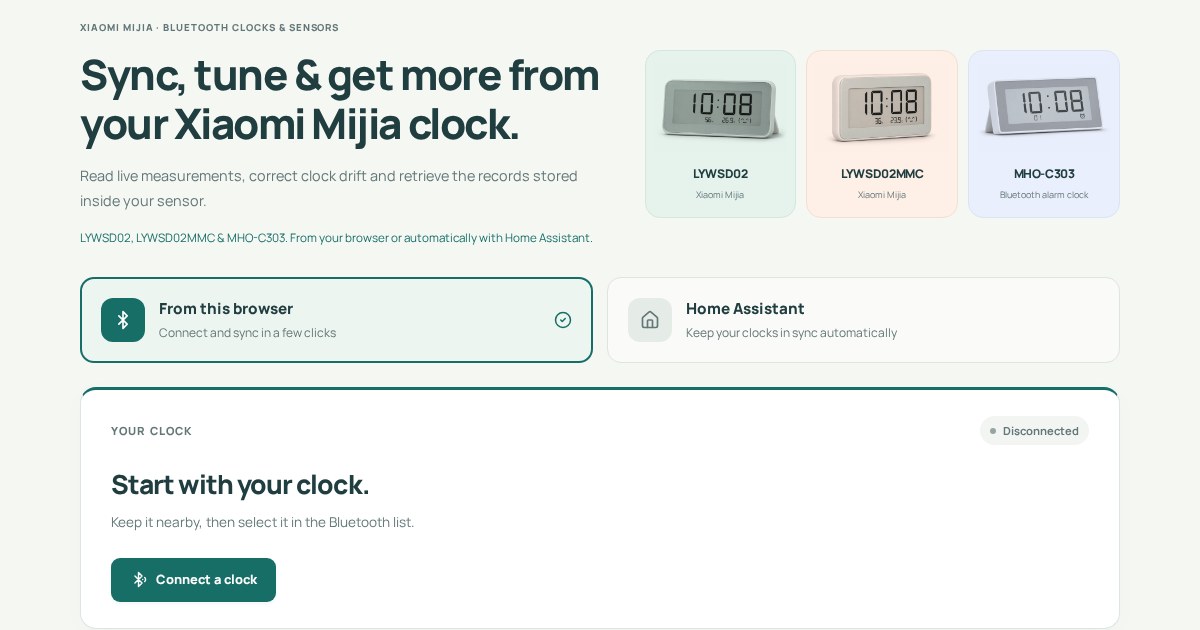 XIAOMI MIJIA · BLUETOOTH CLOCKS & SENSORS
Sync, tune & get more from
your Xiaomi Mijia clock.
Read live measurements, correct clock drift and retrieve the records stored
inside your sensor.
LYWSD02, LYWSD02MMC & MHO-C303. From your browser or automatically with Home Assistant.
10:08
LYWSD02
Xiaomi Mijia
10:08
LYWSD02MMC
Xiaomi Mijia
10:08
MHO-C303
Bluetooth alarm clock
From this browser
Connect and sync in a few clicks
Home Assistant
Keep your clocks in sync automatically
YOUR CLOCK
Disconnected
Start with your clock.
Keep it nearby, then select it in the Bluetooth list.
Connect a clock